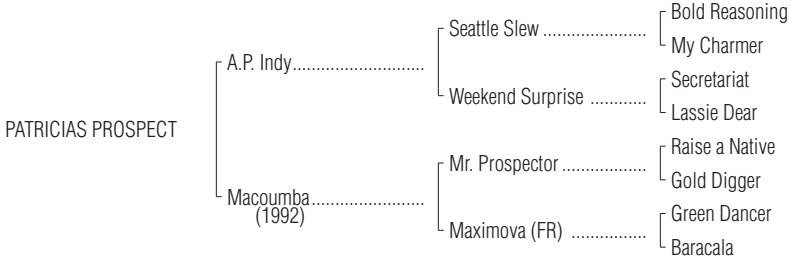 Bold Reasoning
Seattle Slew ......................
My Charmer
A.P. Indy............................
Secretariat
Weekend Surprise ............
Lassie Dear
PATRICIAS PROSPECT
Raise a Native
Mr. Prospector ..................
Gold Digger
Macoumba........................
(1992)
Green Dancer
Maximova (FR) ................
Baracala